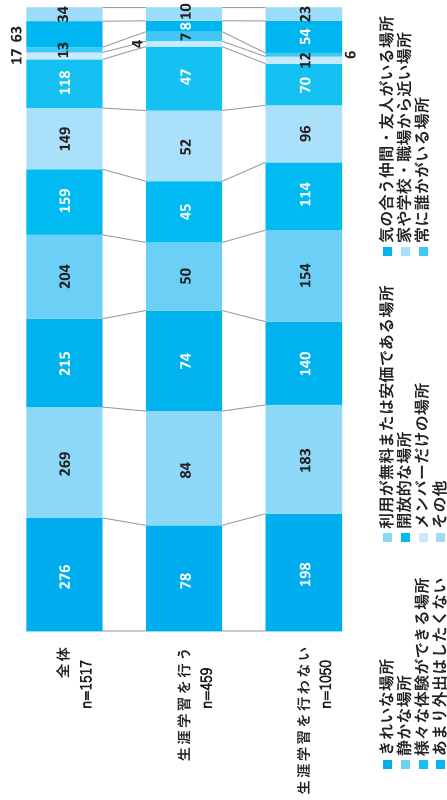 全体
n=1517
276
269
215
204
159
149
118
17
13
63
34
生涯学習を行う
n=459
78
84
74
50
45
52
47
4
7
8
10
生涯学習を行わない
n=1050
198
183
140
154
114
96
70
12
6
54
23
きれいな場所
利用が無料または安価である場所
気の合う仲間・友人がいる場所
静かな場所
開放的な場所
家や学校・職場から近い場所
様々な体験ができる場所
メンバーだけの場所
常に誰かがいる場所
あまり外出はしたくない
その他